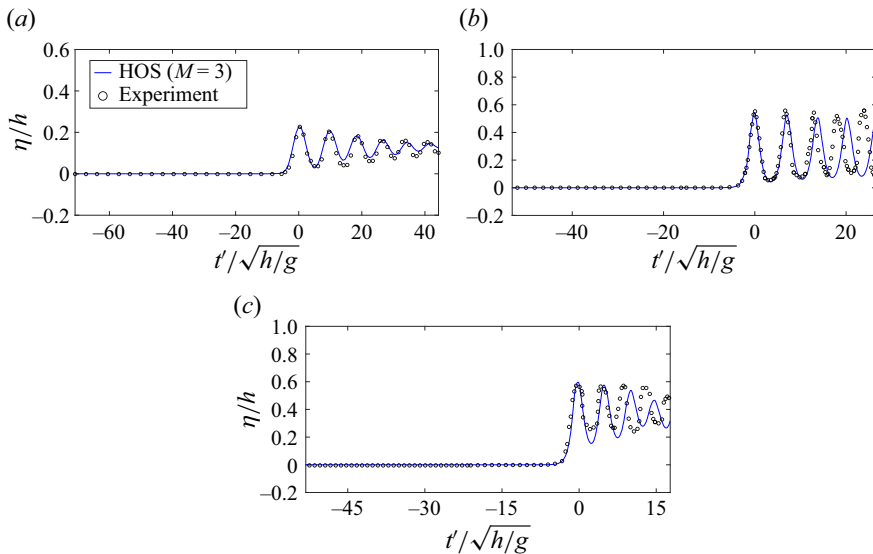 (a)
0.6
0.4
0.2
0
–0.2
η/h
HOS (M = 3)
Experiment
–60 –40 –20 0 20 40
t′/√h/g
(b)
1.0
0.8
0.6
0.4
0.2
0
–0.2
η/h
–40 –20 0 20
t′/√h/g
(c)
1.0
0.8
0.6
0.4
0.2
0
–0.2
η/h
–45 –30 –15 0 15
t′/√h/g